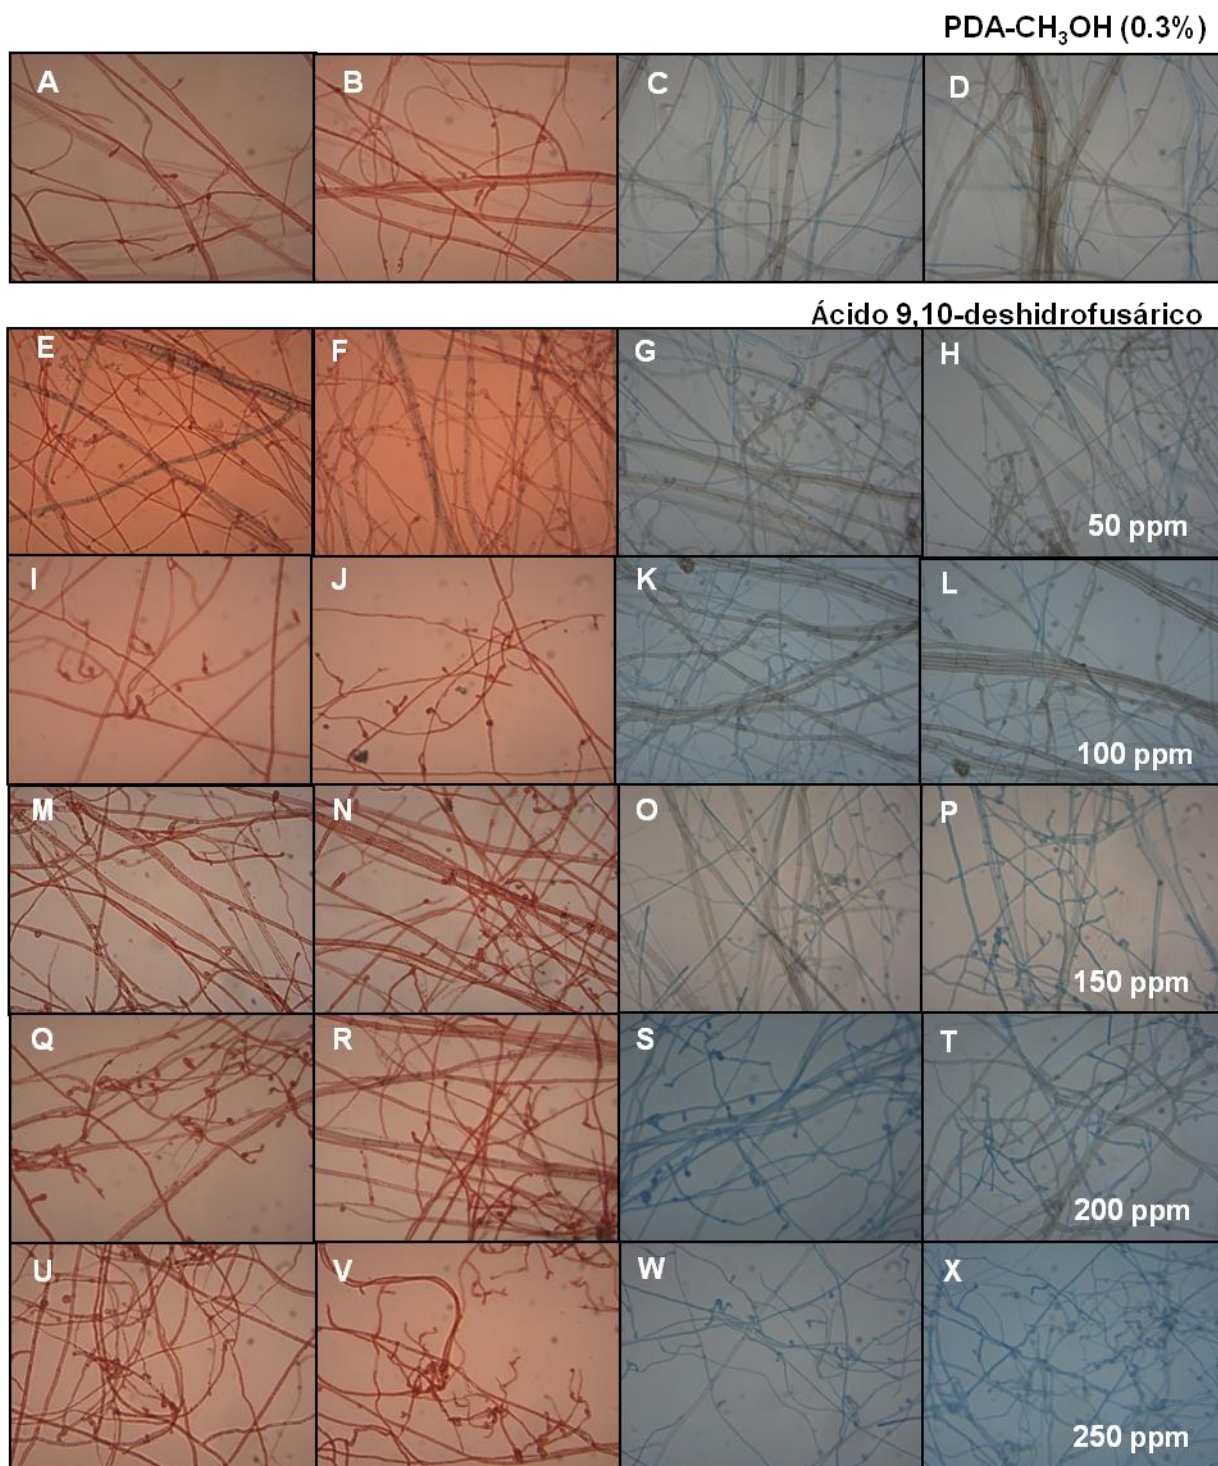 PDA-CH₃OH (0.3%)
A B C D
Ácido 9,10-deshidrofusárico
E F G H
50 ppm
I J K L
100 ppm
M N O P
150 ppm
Q R S T
200 ppm
U V W X
250 ppm